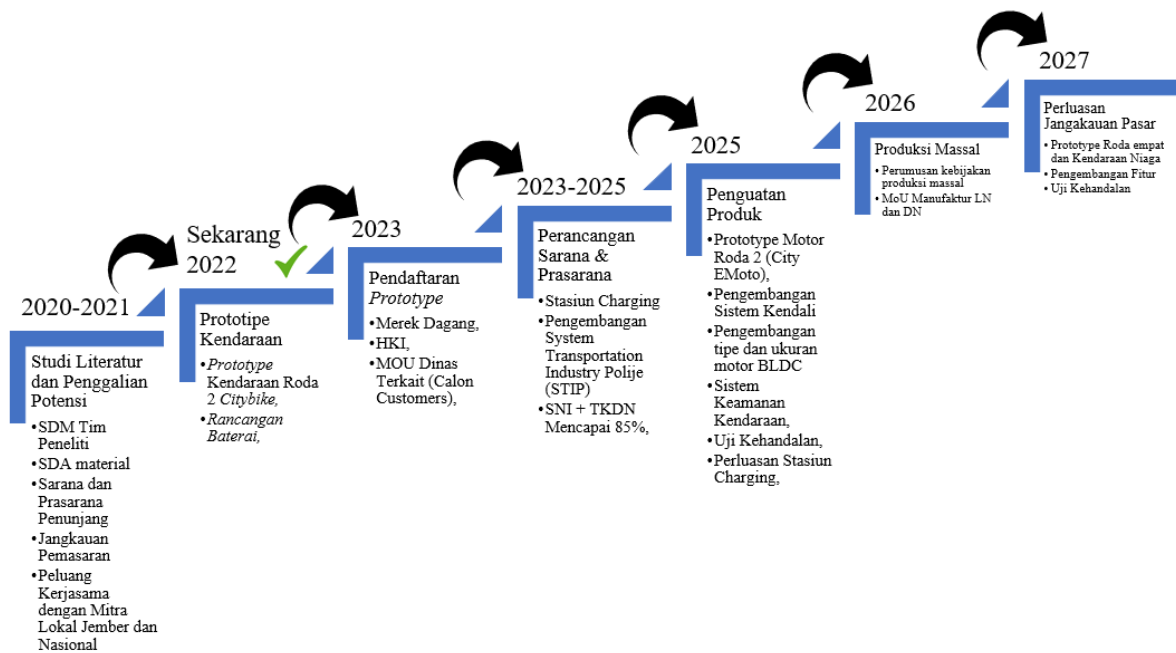 2020-2021
Studi Literatur
dan Penggalian
Potensi
•SDM Tim
Peneliti
•SDA material
•Sarana dan
Prasarana
Penunjang
•Jangkauan
Pemasaran
•Peluang
Kerjasama
dengan Mitra
Lokal Jember dan
Nasional
Sekarang
2022
Prototipe
Kendaraan
•Prototype
Kendaraan Roda
2 Citybike,
•Rancangan
Baterai,
2023
Pendaftaran
Prototype
•Merek Dagang,
•HKI,
•MOU Dinas
Terkait (Calon
Customers),
2023-2025
Perancangan
Sarana &
Prasarana
•Stasiun Charging
•Pengembangan
System
Transportation
Industry Polije
(STIP)
•SNI + TKDN
Mencapai 85%,
2025
Penguatan
Produk
•Prototype Motor
Roda 2 (City
EMoto),
•Pengembangan
Sistem Kendali
•Pengembangan
tipe dan ukuran
motor BLDC
•Sistem
Keamanan
Kendaraan,
•Uji Kehandalan,
•Perluasan Stasiun
Charging,
2026
Produksi Massal
•Perumusan kebijakan
produksi massal
•MoU Manufaktur LN
dan DN
2027
Perluasan
Jangakauan Pasar
•Prototype Roda empat
dan Kendaraan Niaga
•Pengembangan Fitur
•Uji Kehandalan